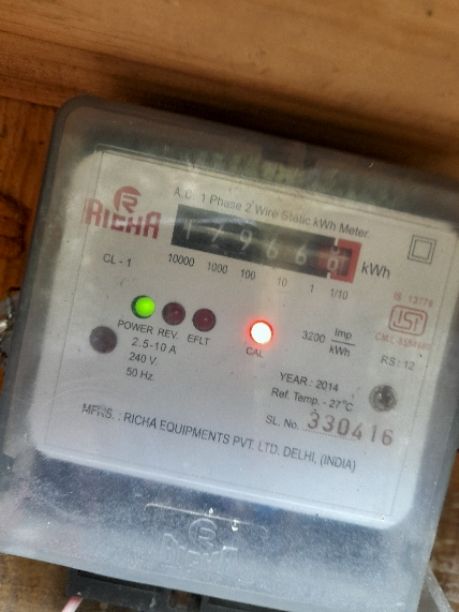 A.C. 1 Phase 2 Wire Static kWh Meter
RICHA
17966 kWh
CL - 1
10000 1000 100 10 1 1/10
IS 13779
POWER REV. EFLT
CAL
3200 Imp
kWh
2.5-10 A
240 V.
50 Hz.
RS : 12
YEAR : 2014
Ref. Temp. - 27°C
SL. No. 330416
MFRS. : RICHA EQUIPMENTS PVT. LTD. DELHI, (INDIA)